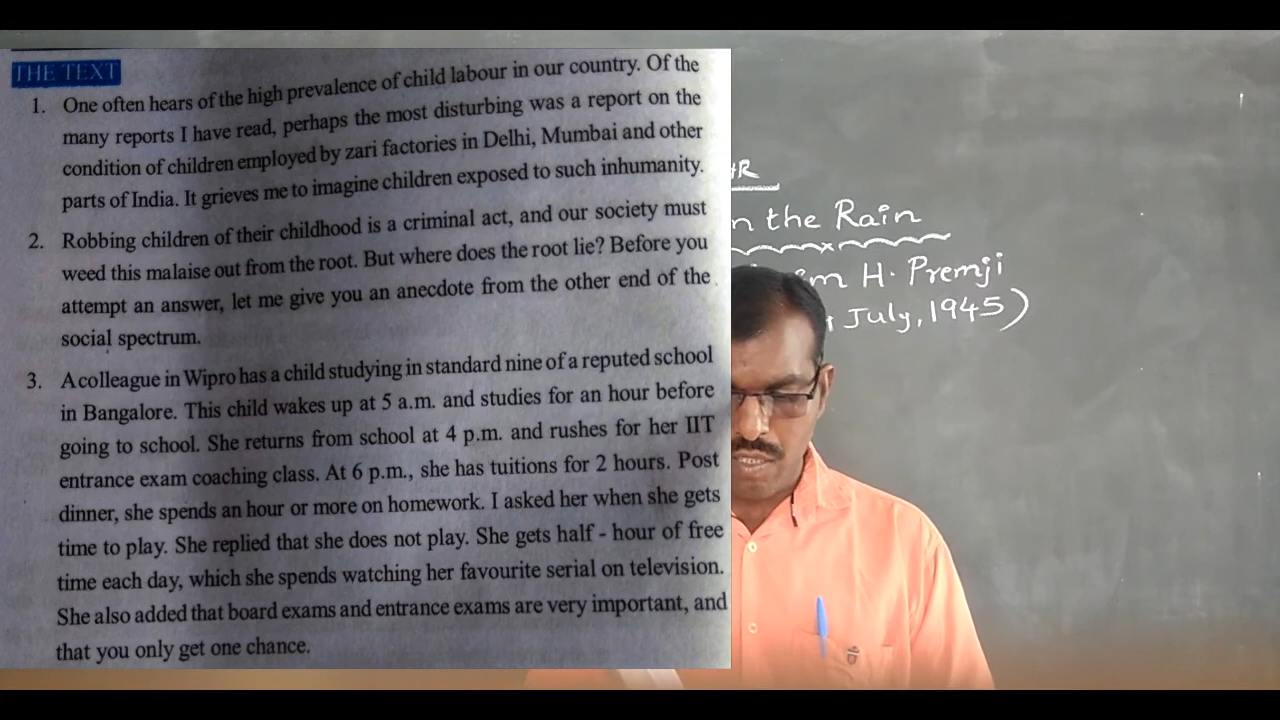 THE TEXT
1. One often hears of the high prevalence of child labour in our country. Of the
many reports I have read, perhaps the most disturbing was a report on the
condition of children employed by zari factories in Delhi, Mumbai and other
parts of India. It grieves me to imagine children exposed to such inhumanity.
2. Robbing children of their childhood is a criminal act, and our society must
weed this malaise out from the root. But where does the root lie? Before you
attempt an answer, let me give you an anecdote from the other end of the
social spectrum.
3. A colleague in Wipro has a child studying in standard nine of a reputed school
in Bangalore. This child wakes up at 5 a.m. and studies for an hour before
going to school. She returns from school at 4 p.m. and rushes for her IIT
entrance exam coaching class. At 6 p.m., she has tuitions for 2 hours. Post
dinner, she spends an hour or more on homework. I asked her when she gets
time to play. She replied that she does not play. She gets half - hour of free
time each day, which she spends watching her favourite serial on television.
She also added that board exams and entrance exams are very important, and
that you only get one chance.
the Rain
H. Premji
July, 1945)